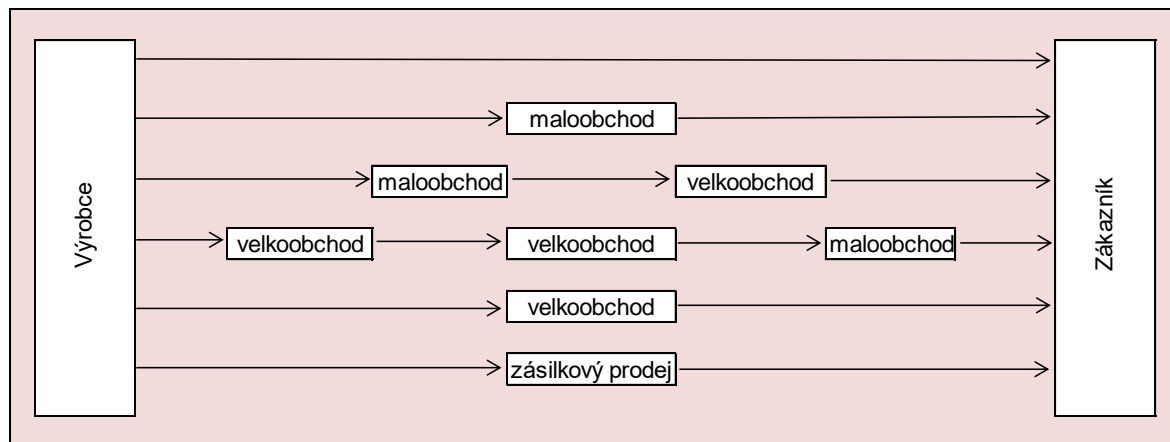 Výrobce
maloobchod
maloobchod velkoobchod
velkoobchod velkoobchod maloobchod
velkoobchod
zásilkový prodej
Zákazník